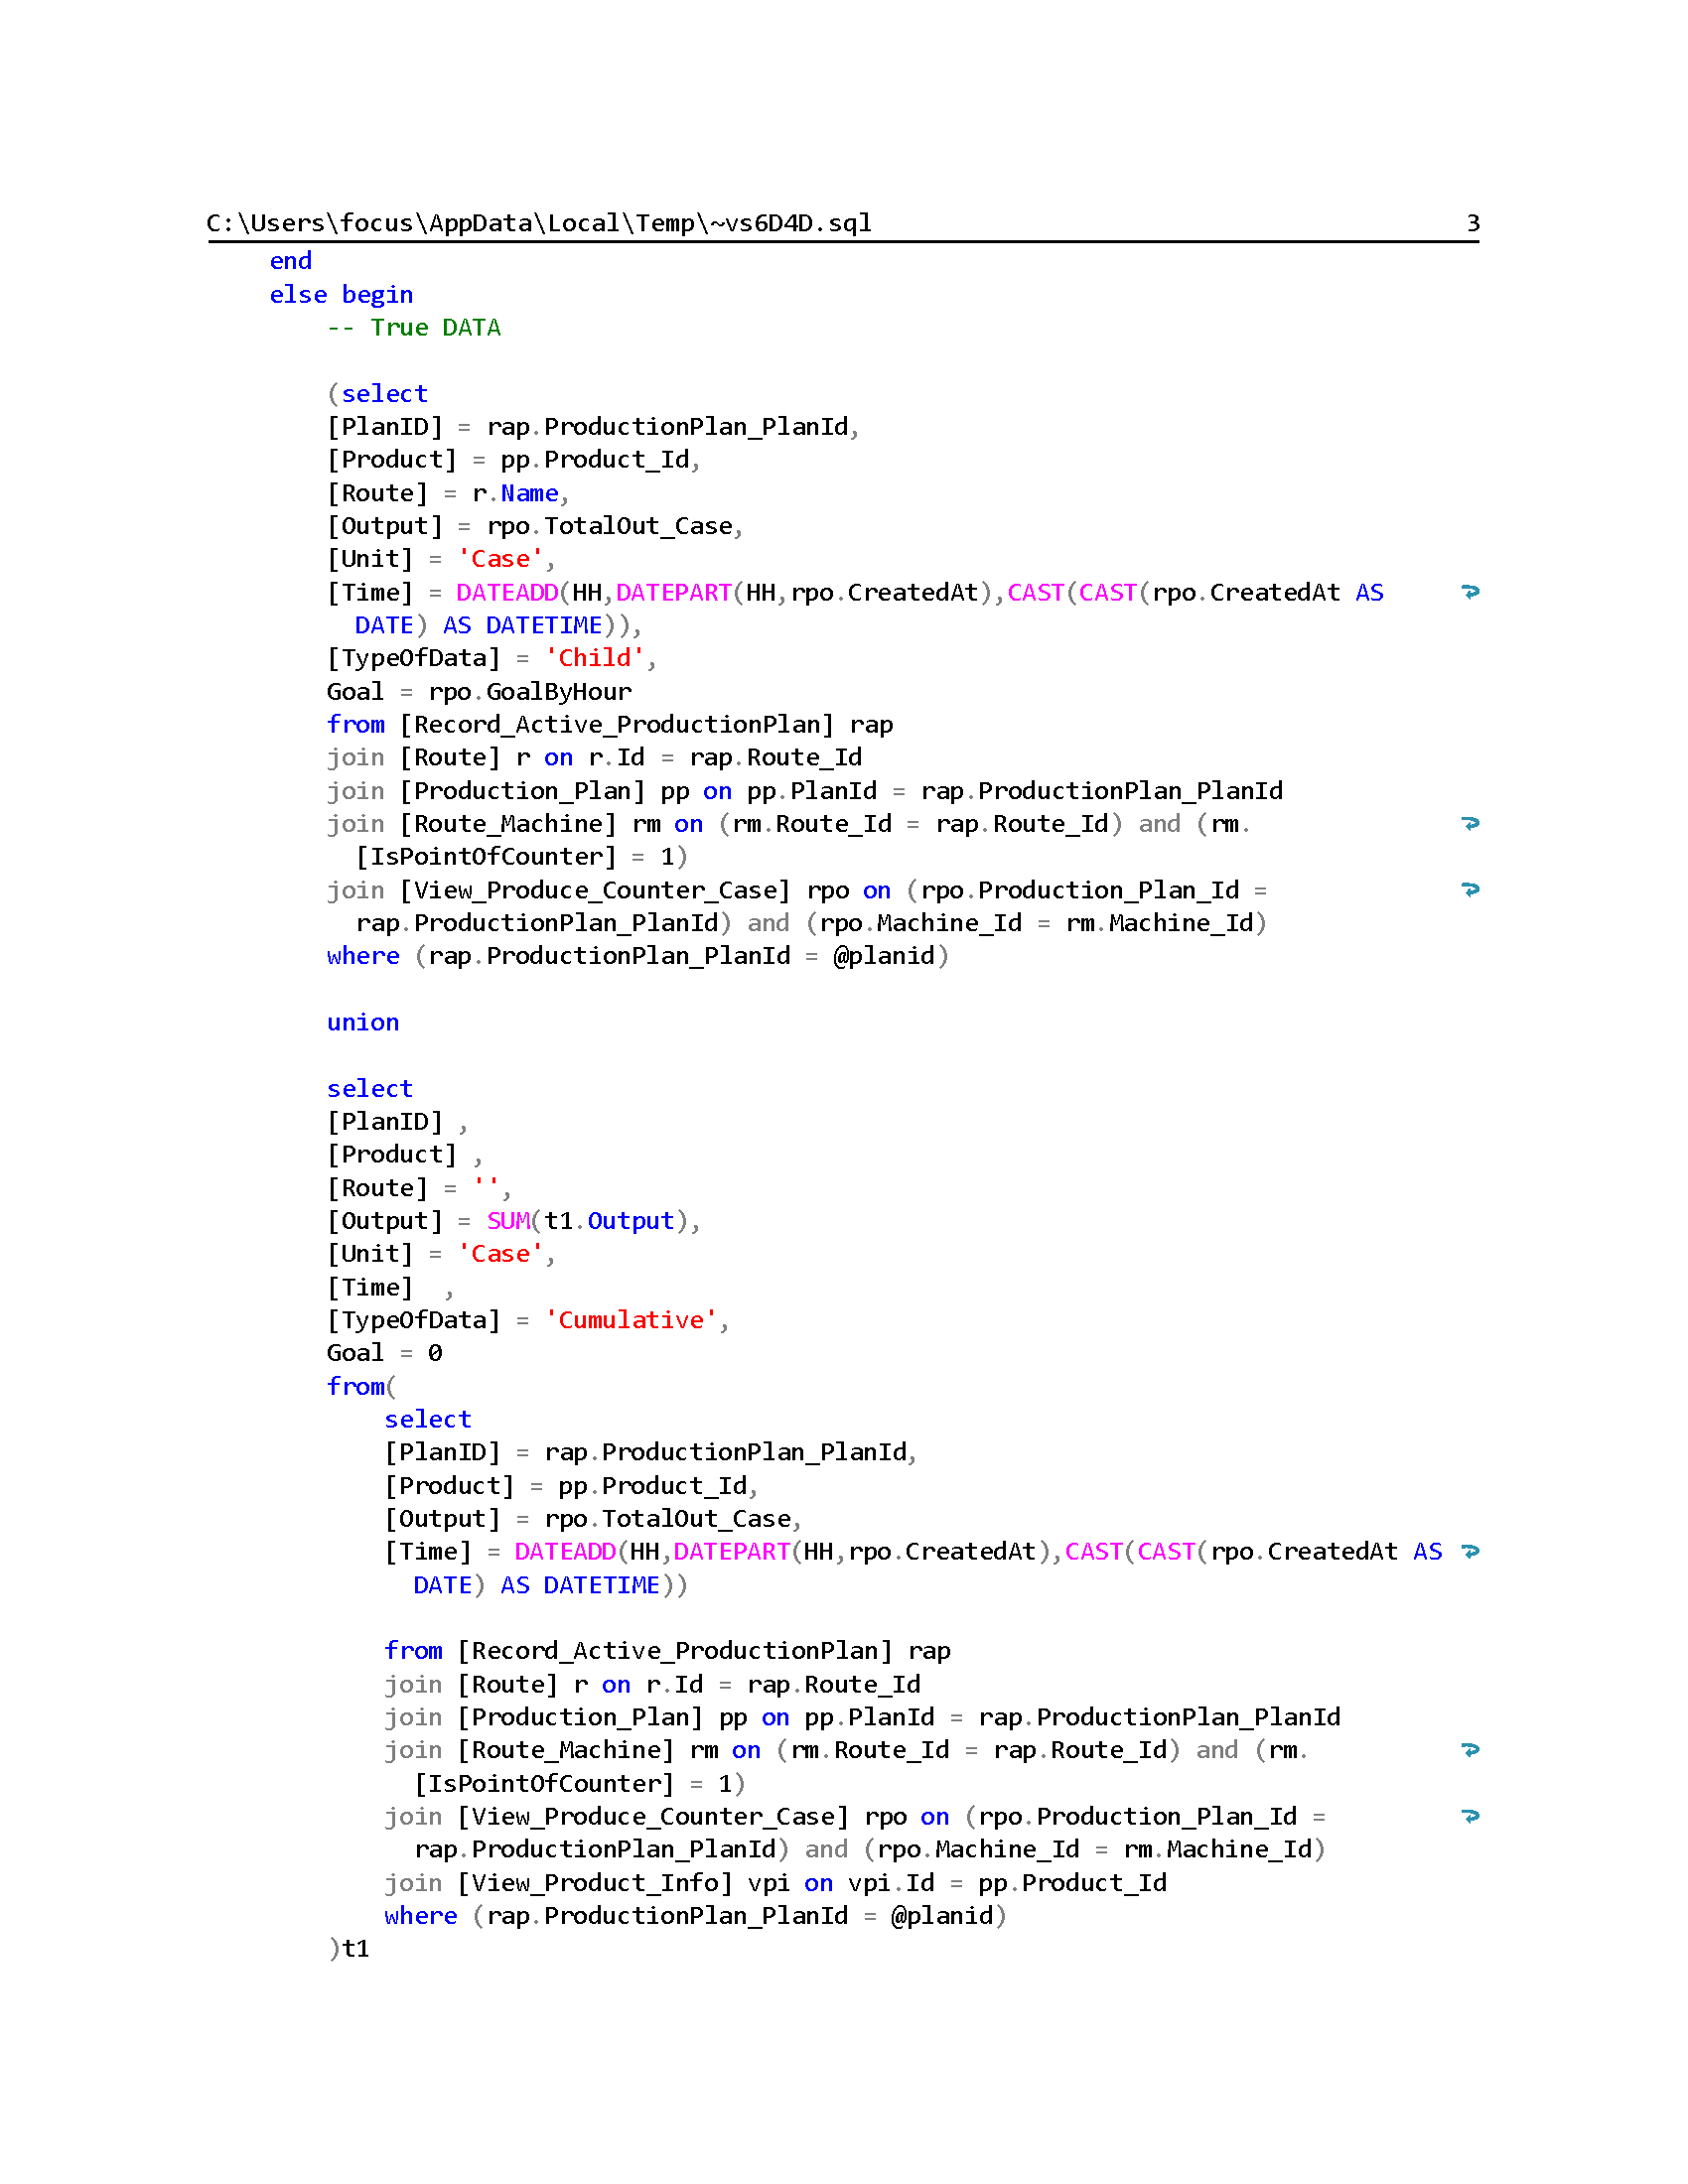 C:\Users\focus\AppData\Local\Temp\~vs6D4D.sql 3
end
else begin
-- True DATA
(select
[PlanID] = rap.ProductionPlan_PlanId,
[Product] = pp.Product_Id,
[Route] = r.Name,
[Output] = rpo.TotalOut_Case,
[Unit] = 'Case',
[Time] = DATEADD(HH,DATEPART(HH,rpo.CreatedAt),CAST(CAST(rpo.CreatedAt AS
DATE) AS DATETIME)),
[TypeOfData] = 'Child',
Goal = rpo.GoalByHour
from [Record_Active_ProductionPlan] rap
join [Route] r on r.Id = rap.Route_Id
join [Production_Plan] pp on pp.PlanId = rap.ProductionPlan_PlanId
join [Route_Machine] rm on (rm.Route_Id = rap.Route_Id) and (rm.
[IsPointOfCounter] = 1)
join [View_Produce_Counter_Case] rpo on (rpo.Production_Plan_Id =
rap.ProductionPlan_PlanId) and (rpo.Machine_Id = rm.Machine_Id)
where (rap.ProductionPlan_PlanId = @planid)
union
select
[PlanID] ,
[Product] ,
[Route] = '',
[Output] = SUM(t1.Output),
[Unit] = 'Case',
[Time]  ,
[TypeOfData] = 'Cumulative',
Goal = 0
from(
select
[PlanID] = rap.ProductionPlan_PlanId,
[Product] = pp.Product_Id,
[Output] = rpo.TotalOut_Case,
[Time] = DATEADD(HH,DATEPART(HH,rpo.CreatedAt),CAST(CAST(rpo.CreatedAt AS
DATE) AS DATETIME))
from [Record_Active_ProductionPlan] rap
join [Route] r on r.Id = rap.Route_Id
join [Production_Plan] pp on pp.PlanId = rap.ProductionPlan_PlanId
join [Route_Machine] rm on (rm.Route_Id = rap.Route_Id) and (rm.
[IsPointOfCounter] = 1)
join [View_Produce_Counter_Case] rpo on (rpo.Production_Plan_Id =
rap.ProductionPlan_PlanId) and (rpo.Machine_Id = rm.Machine_Id)
join [View_Product_Info] vpi on vpi.Id = pp.Product_Id
where (rap.ProductionPlan_PlanId = @planid)
)t1